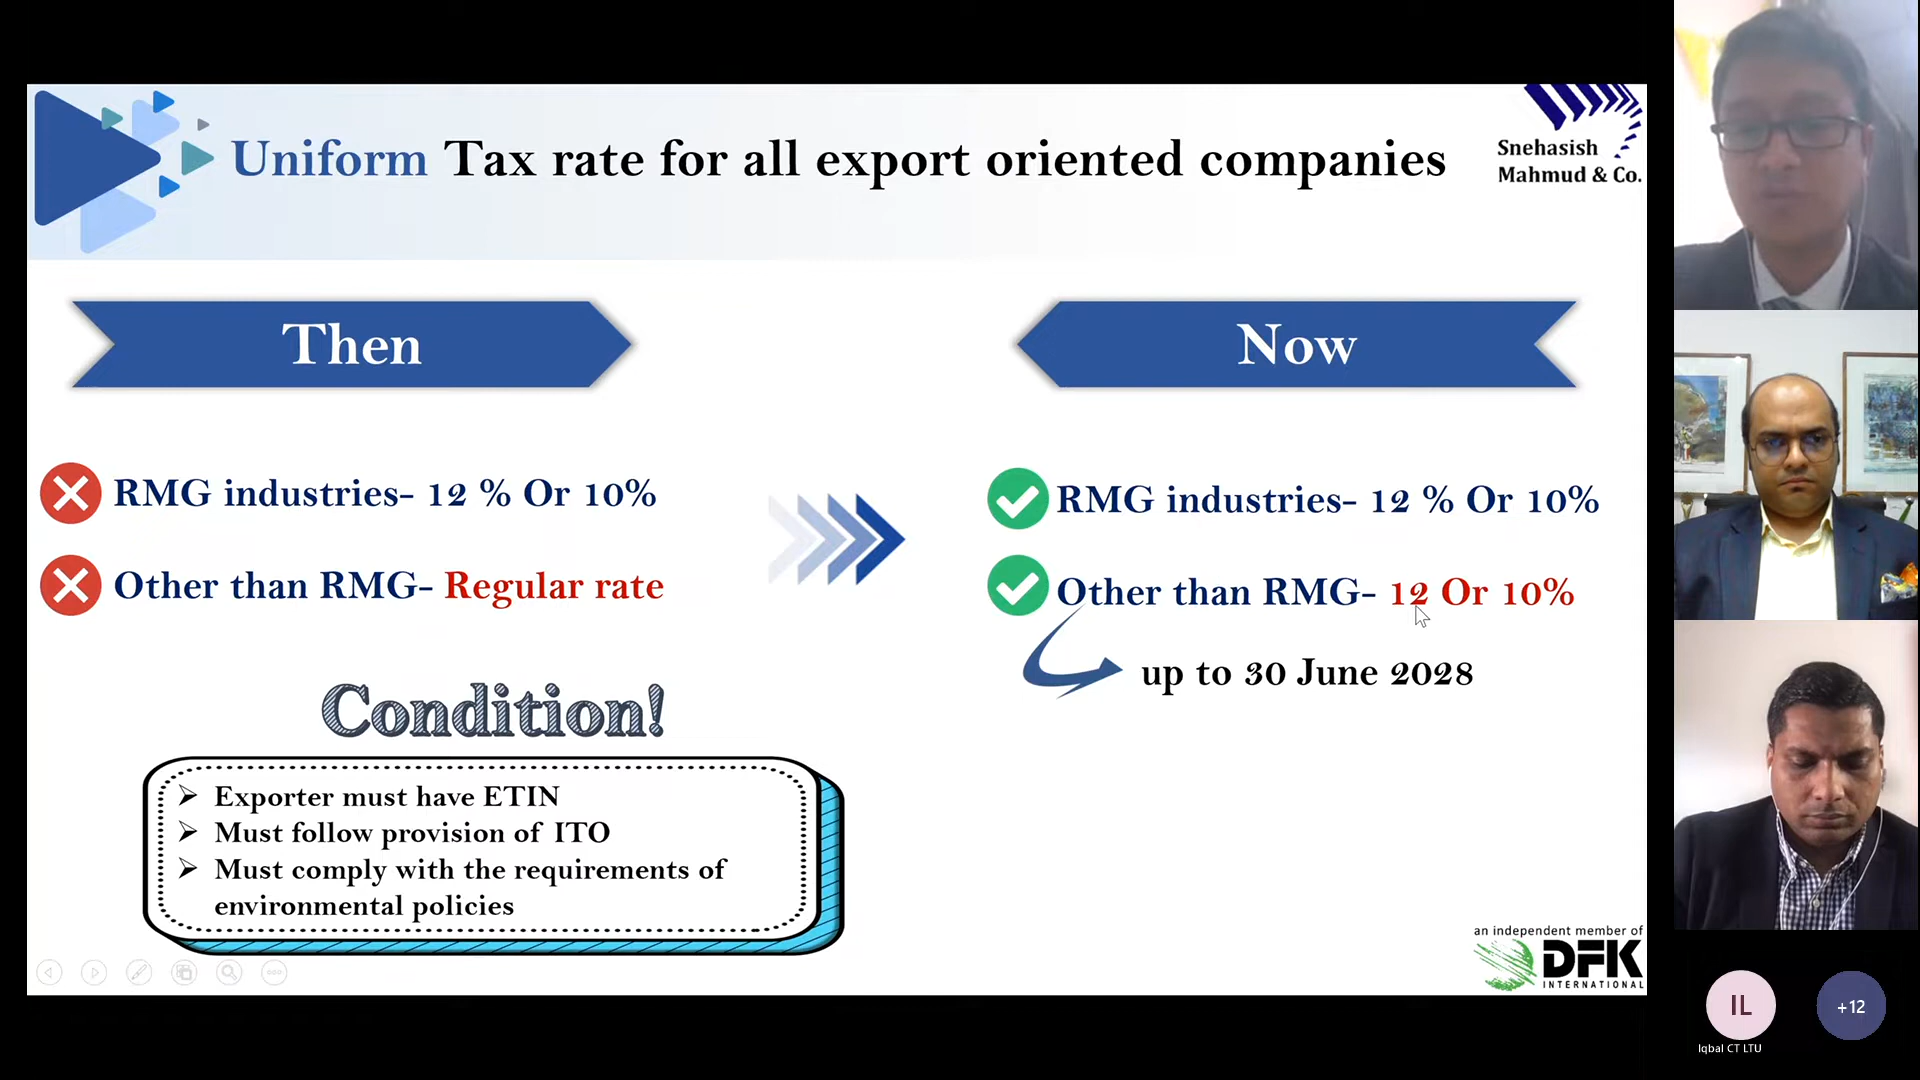 Uniform Tax rate for all export oriented companies
Snehasish
Mahmud & Co.
Then
Now
RMG industries- 12 % Or 10%
Other than RMG- Regular rate
RMG industries- 12 % Or 10%
Other than RMG- 12 Or 10%
up to 30 June 2028
Condition!
Exporter must have ETIN
Must follow provision of ITO
Must comply with the requirements of
environmental policies
an independent member of
DFK
INTERNATIONAL
IL
+12
Iqbal CT LTU